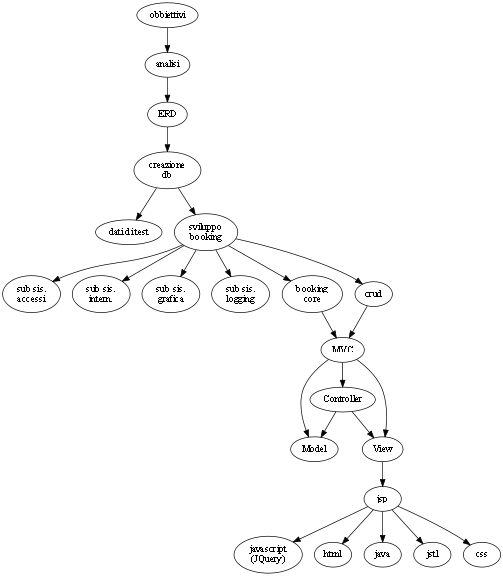 obbiettivi
analisi
ERD
creazione
db
dati di test
sviluppo
booking
sub sis.
accessi
sub sis.
intern.
sub sis.
grafica
sub sis.
logging
booking
core
crud
MVC
Controller
Model
View
jsp
javascript
(JQuery)
html
java
jstl
css